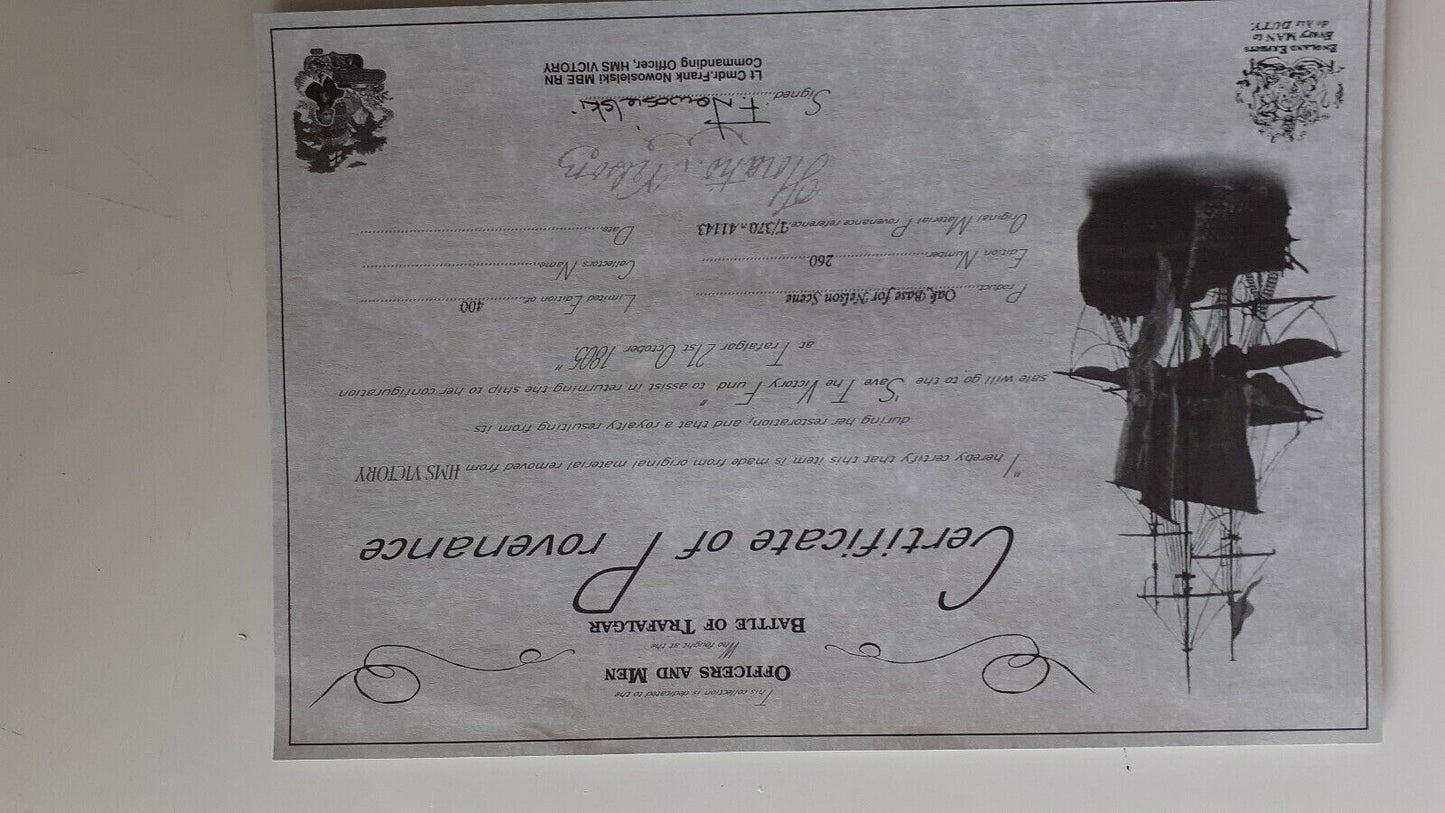 This collection is dedicated to the
OFFICERS AND MEN
Who fought at the
BATTLE OF TRAFALGAR
Certificate of Provenance
"I hereby certify that this item is made from original material removed from HMS VICTORY
during her restoration, and that a royalty resulting from its
sale will go to the "Save The Victory Fund" to assist in returning the ship to her configuration
at Trafalgar 21st October 1805."
Product Oak Base for Nelson Scene Limited Edition of 400
Edition Number 260 Collectors Name
Original Material Provenance reference T/370 - 41143 Date
Horatio Nelson
F Nowosielski
Signed
Lt Cmdr.Frank Nowosielski MBE RN
Commanding Officer, HMS VICTORY
ENGLAND EXPECTS
EVERY MAN to
do his DUTY.